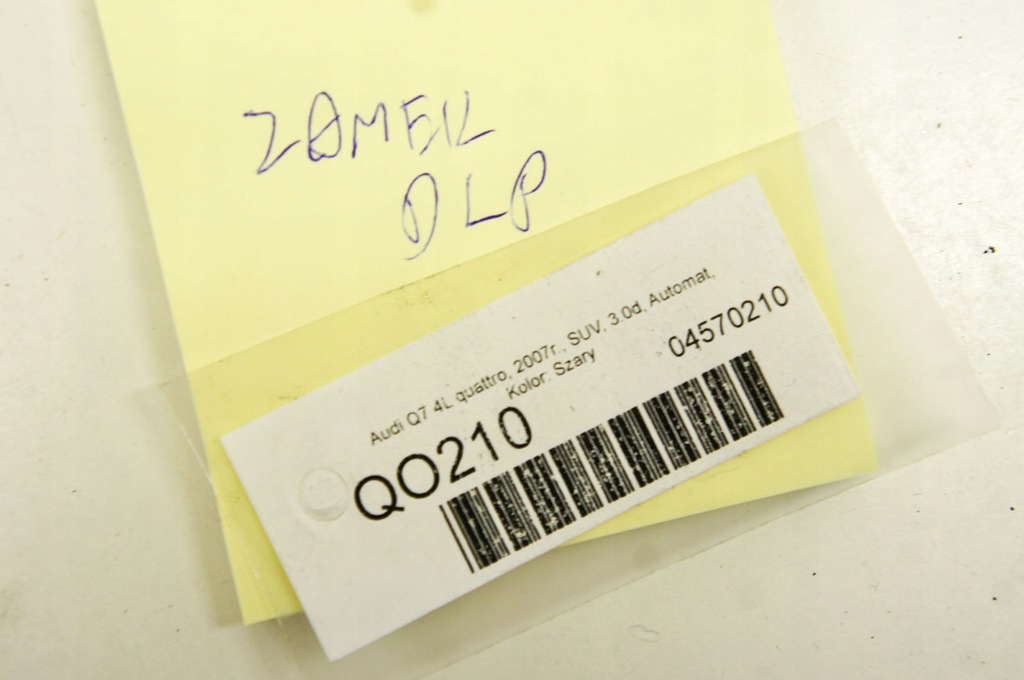 ZAMEK
DLP
Audi Q7 4L quattro, 2007r., SUV, 3.0d, Automat,
Kolor: Szary
04570210
QO210